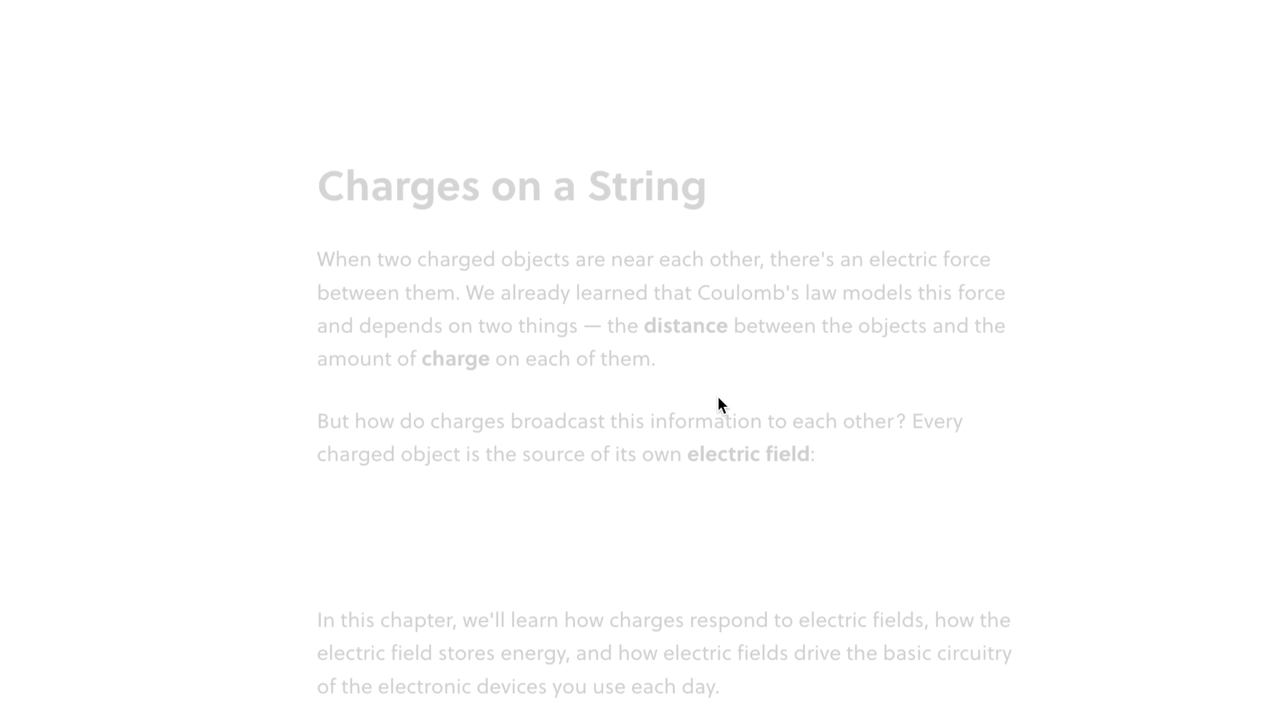 Charges on a String
When two charged objects are near each other, there's an electric force
between them. We already learned that Coulomb's law models this force
and depends on two things — the distance between the objects and the
amount of charge on each of them.
But how do charges broadcast this information to each other? Every
charged object is the source of its own electric field:
In this chapter, we'll learn how charges respond to electric fields, how the
electric field stores energy, and how electric fields drive the basic circuitry
of the electronic devices you use each day.